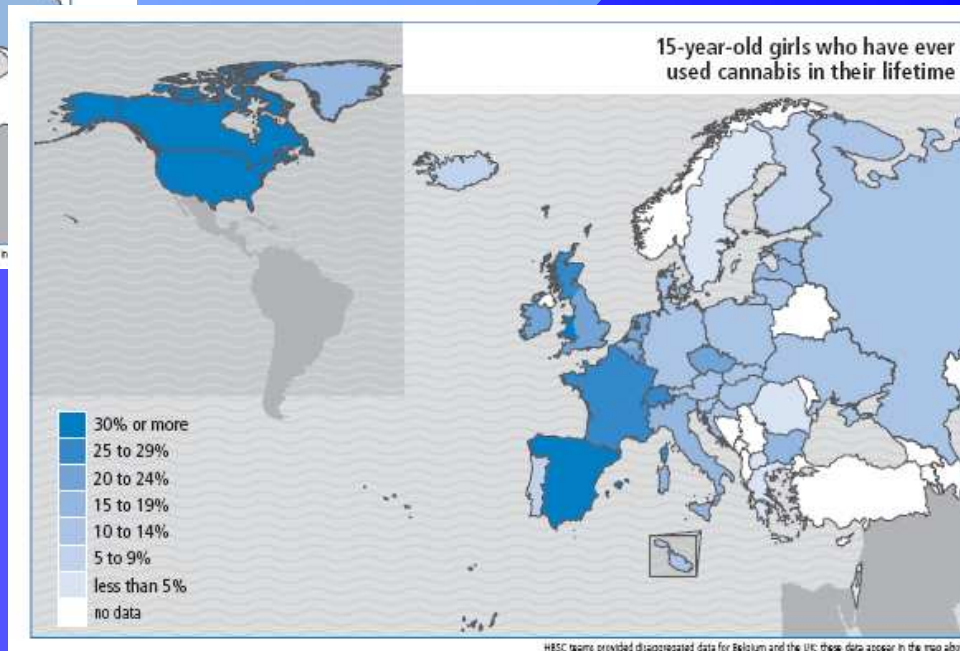 15-year-old girls who have ever
used cannabis in their lifetime
30% or more
25 to 29%
20 to 24%
15 to 19%
10 to 14%
5 to 9%
less than 5%
no data
HBSC teams provided disaggregated data for Belgium and the UK; these data appear in the map abo